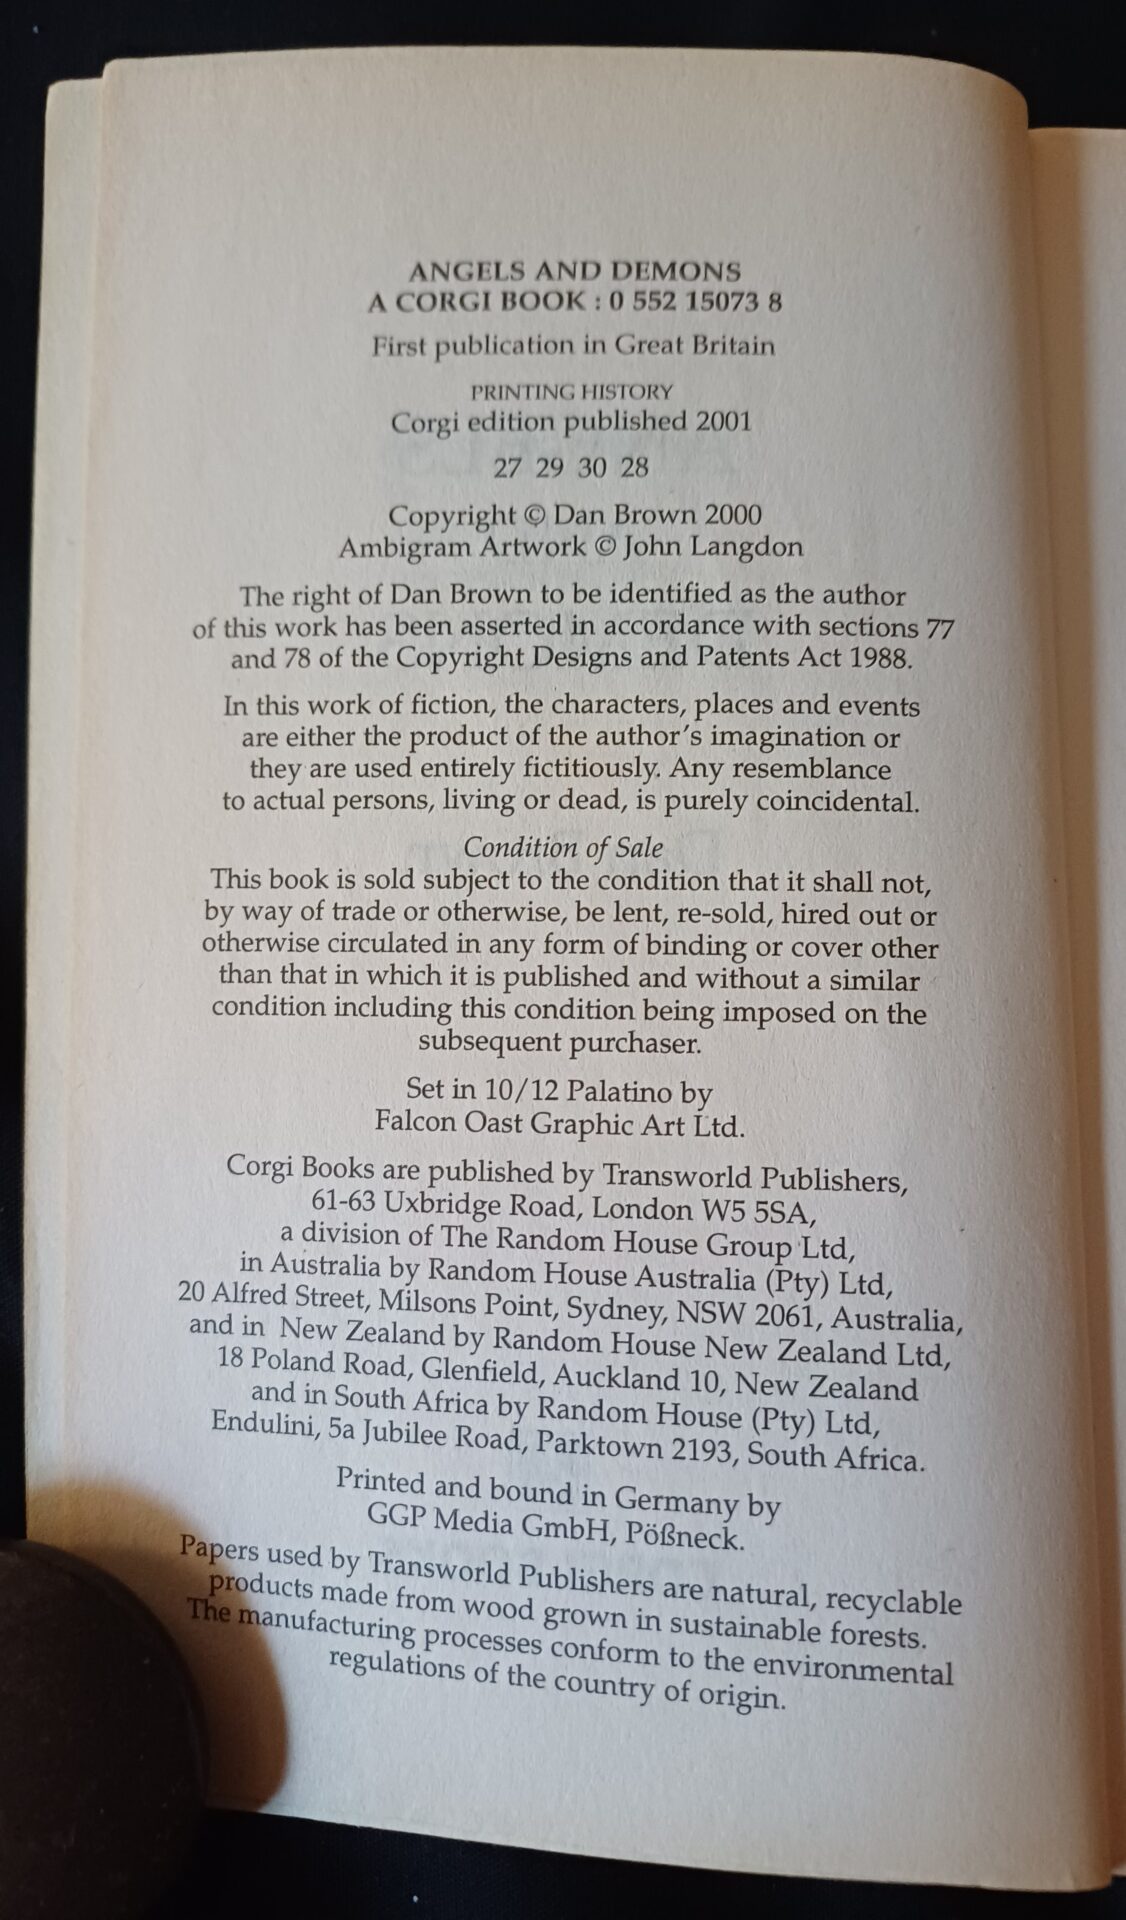 ANGELS AND DEMONS
A CORGI BOOK : 0 552 15073 8
First publication in Great Britain
PRINTING HISTORY
Corgi edition published 2001
27 29 30 28
Copyright © Dan Brown 2000
Ambigram Artwork © John Langdon
The right of Dan Brown to be identified as the author
of this work has been asserted in accordance with sections 77
and 78 of the Copyright Designs and Patents Act 1988.
In this work of fiction, the characters, places and events
are either the product of the author's imagination or
they are used entirely fictitiously. Any resemblance
to actual persons, living or dead, is purely coincidental.
Condition of Sale
This book is sold subject to the condition that it shall not,
by way of trade or otherwise, be lent, re-sold, hired out or
otherwise circulated in any form of binding or cover other
than that in which it is published and without a similar
condition including this condition being imposed on the
subsequent purchaser.
Set in 10/12 Palatino by
Falcon Oast Graphic Art Ltd.
Corgi Books are published by Transworld Publishers,
61-63 Uxbridge Road, London W5 5SA,
a division of The Random House Group Ltd,
in Australia by Random House Australia (Pty) Ltd,
20 Alfred Street, Milsons Point, Sydney, NSW 2061, Australia,
and in New Zealand by Random House New Zealand Ltd,
18 Poland Road, Glenfield, Auckland 10, New Zealand
and in South Africa by Random House (Pty) Ltd,
Endulini, 5a Jubilee Road, Parktown 2193, South Africa.
Printed and bound in Germany by
GGP Media GmbH, Pößneck.
Papers used by Transworld Publishers are natural, recyclable
products made from wood grown in sustainable forests.
The manufacturing processes conform to the environmental
regulations of the country of origin.